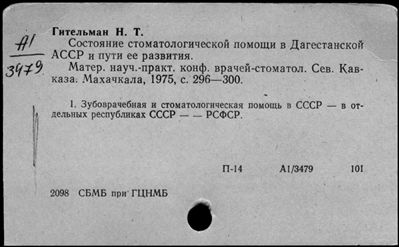 Гительман Н. Т.
А1
3479
Состояние стоматологической помощи в Дагестанской
АССР и пути ее развития.
Матер. науч.-практ. конф. врачей-стоматол. Сев. Кав-
каза. Махачкала, 1975, с. 296—300.
1. Зубоврачебная и стоматологическая помощь в СССР — в от-
дельных республиках СССР — — РСФСР.
П-14 А1/3479 101
2098 СБМБ при ГЦНМБ